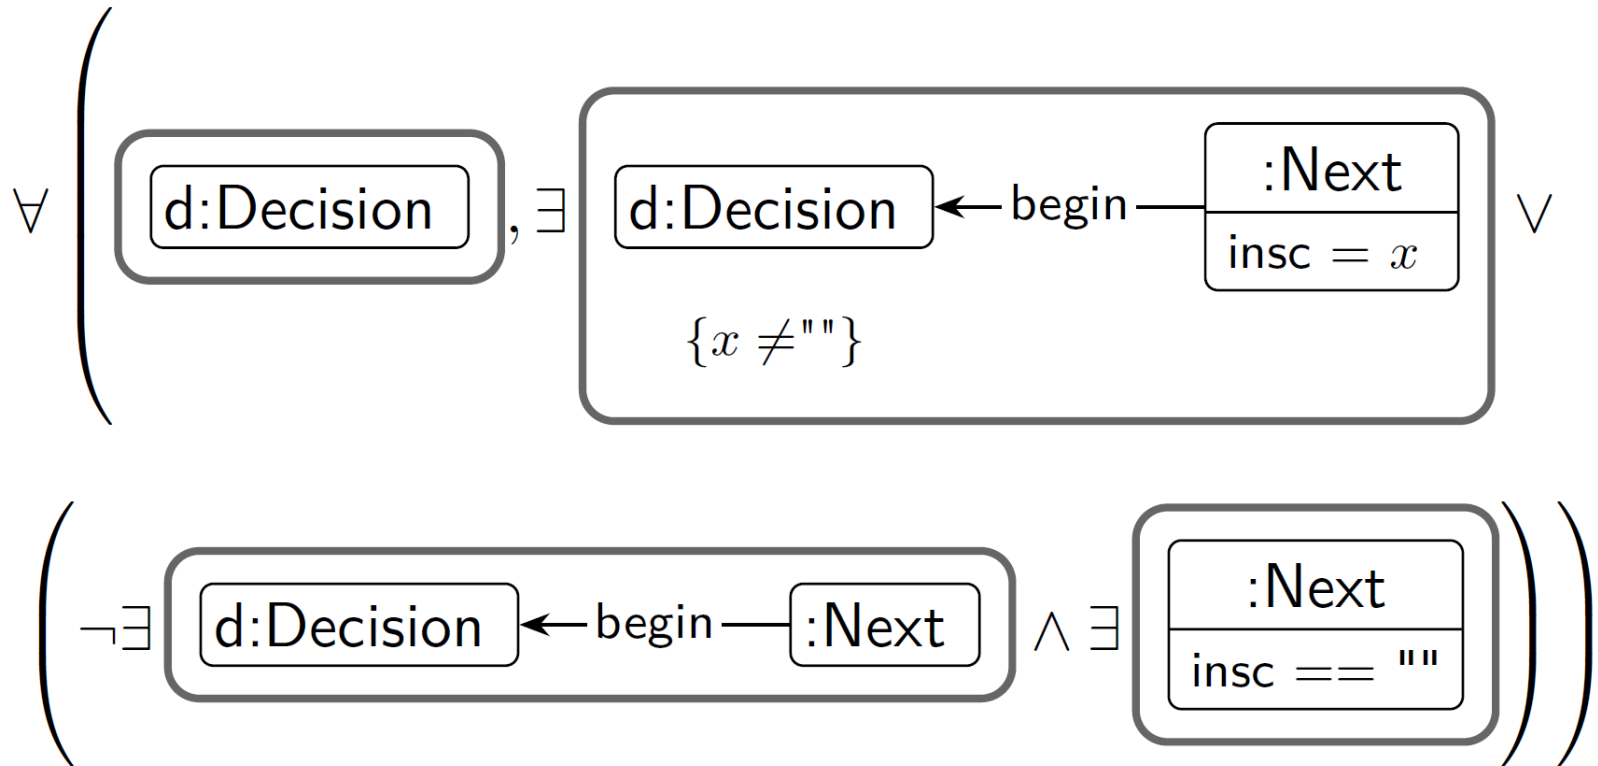 ∀ ( d:Decision , ∃ d:Decision begin :Next ∨
insc = x
{x ≠""}
( ¬∃ d:Decision begin :Next ∧ ∃ :Next ) )
insc == ""